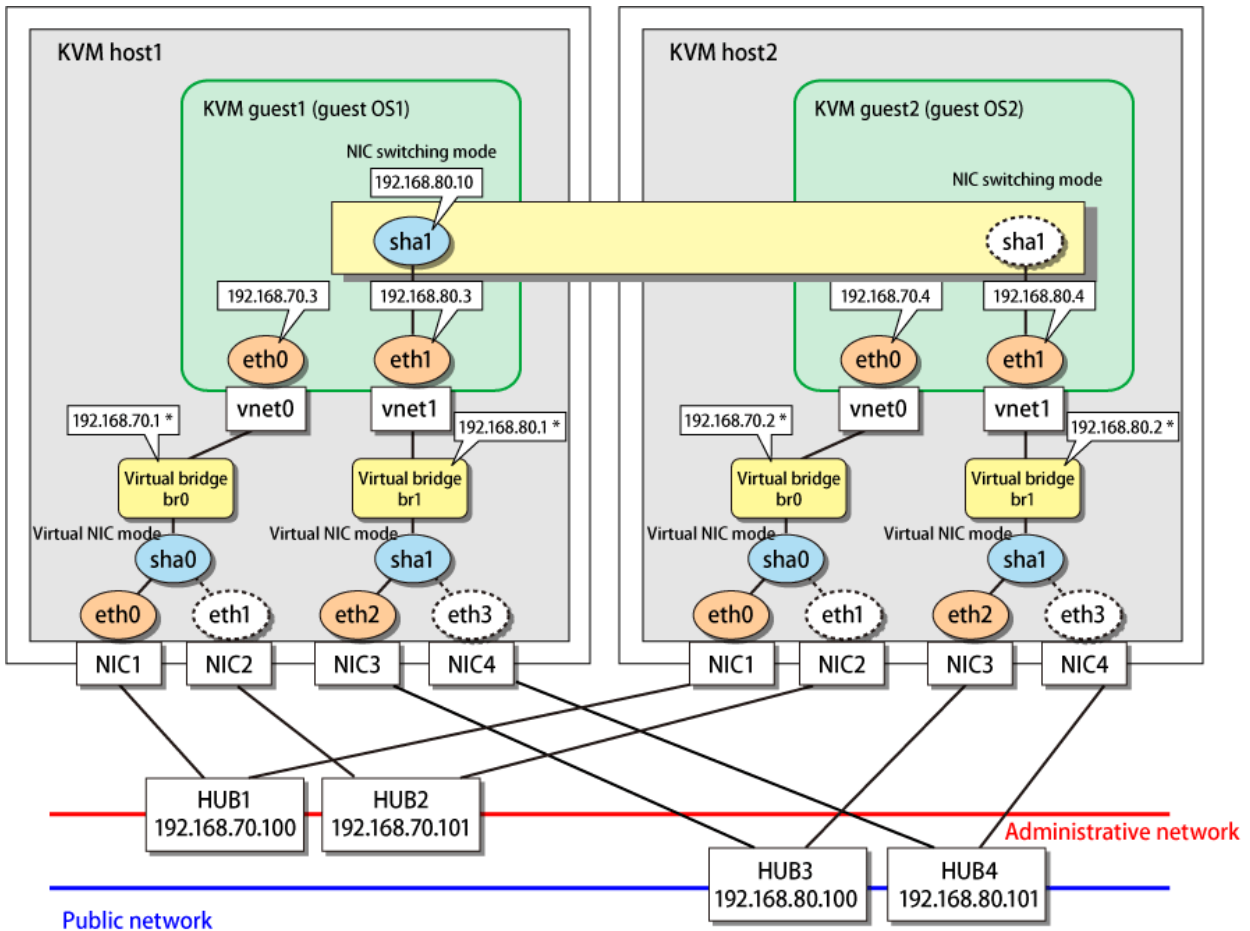 KVM host1
KVM guest1 (guest OS1)
NIC switching mode
192.168.80.10
sha1
192.168.70.3
192.168.80.3
eth0
eth1
vnet0
vnet1
192.168.70.1 *
192.168.80.1 *
Virtual bridge
br0
Virtual bridge
br1
Virtual NIC mode
Virtual NIC mode
sha0
sha1
eth0
eth1
eth2
eth3
NIC1
NIC2
NIC3
NIC4
KVM host2
KVM guest2 (guest OS2)
NIC switching mode
sha1
192.168.70.4
192.168.80.4
eth0
eth1
vnet0
vnet1
192.168.70.2 *
192.168.80.2 *
Virtual bridge
br0
Virtual bridge
br1
Virtual NIC mode
Virtual NIC mode
sha0
sha1
eth0
eth1
eth2
eth3
NIC1
NIC2
NIC3
NIC4
HUB1
192.168.70.100
HUB2
192.168.70.101
Administrative network
HUB3
192.168.80.100
HUB4
192.168.80.101
Public network